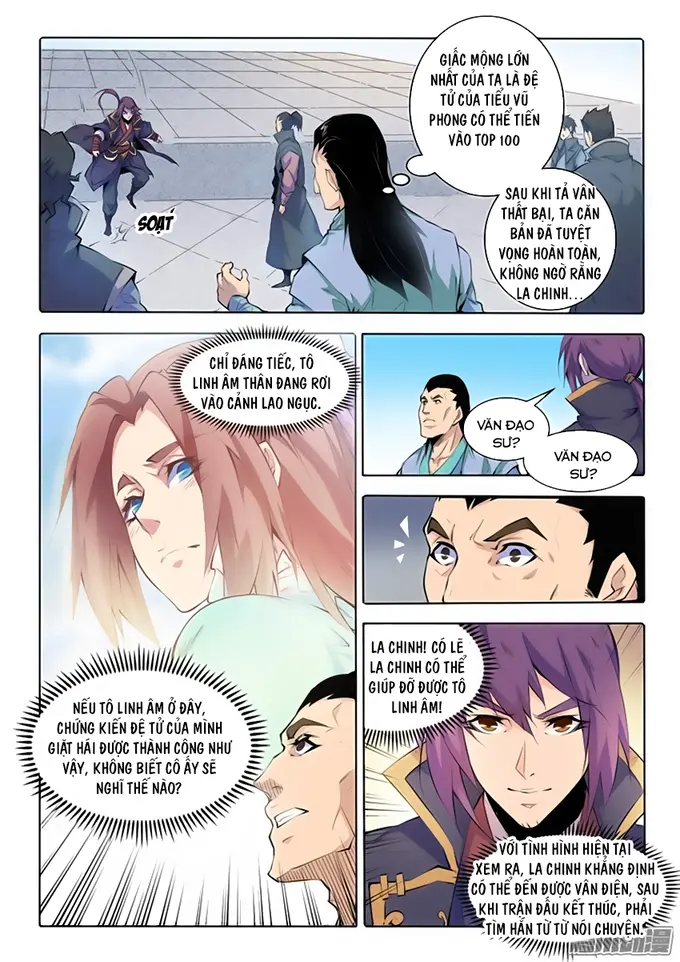 GIẤC MỘNG LỚN
NHẤT CỦA TA LÀ ĐỆ
TỬ CỦA TIỂU VŨ
PHONG CÓ THỂ TIẾN
VÀO TOP 100
SAU KHI TẢ VÂN
THẤT BẠI, TA CĂN
BẢN ĐÃ TUYỆT
VỌNG HOÀN TOÀN,
KHÔNG NGỜ RẰNG
LA CHINH...
SOẠT
CHỈ ĐÁNG TIẾC, TÔ
LINH ÂM THÂN ĐANG RƠI
VÀO CẢNH LAO NGỤC.
VĂN ĐẠO
SƯ?
VĂN ĐẠO
SƯ?
NẾU TÔ LINH ÂM Ở ĐÂY,
CHỨNG KIẾN ĐỆ TỬ CỦA MÌNH
GIẶT HÁI ĐƯỢC THÀNH CÔNG NHƯ
VẬY, KHÔNG BIẾT CÔ ẤY SẼ
NGHĨ THẾ NÀO?
LA CHINH! CÓ LẼ
LA CHINH CÓ THỂ
GIÚP ĐỠ ĐƯỢC TÔ
LINH ÂM!
VỚI TÌNH HÌNH HIỆN TẠI
XEM RA, LA CHINH KHẲNG ĐỊNH
CÓ THỂ ĐẾN ĐƯỢC VÂN ĐIỆN, SAU
KHI TRẬN ĐẤU KẾT THÚC, PHẢI
TÌM HẮN TỪ TỪ NÓI CHUYỆN.